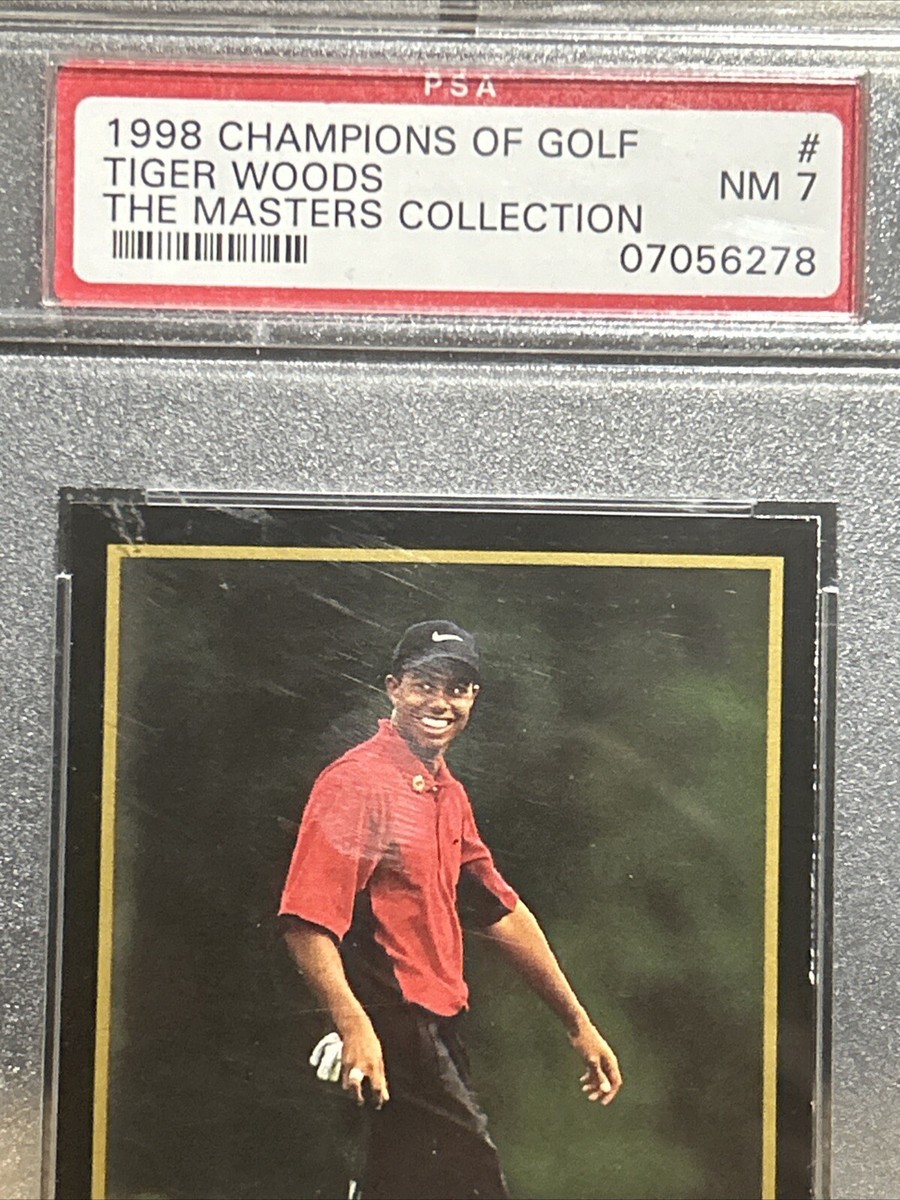 PSA
1998 CHAMPIONS OF GOLF #
TIGER WOODS NM 7
THE MASTERS COLLECTION
07056278